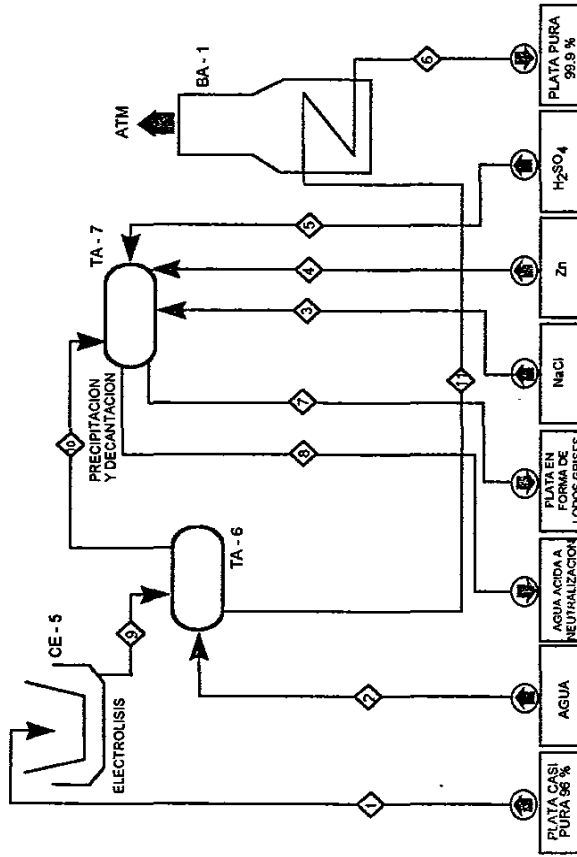 CE - 5
ELECTROLISIS
9
TA - 6
10
PRECIPITACION
Y DECANTACION
TA - 7
ATM
BA - 1
1
2
8
7
3
4
5
11
6
PLATA CASI
PURA 96 %
AGUA
AGUA ACIDA A
NEUTRALIZACION
PLATA EN
FORMA DE
LODOS GRISES
NaCl
Zn
H2SO4
PLATA PURA
99.9 %